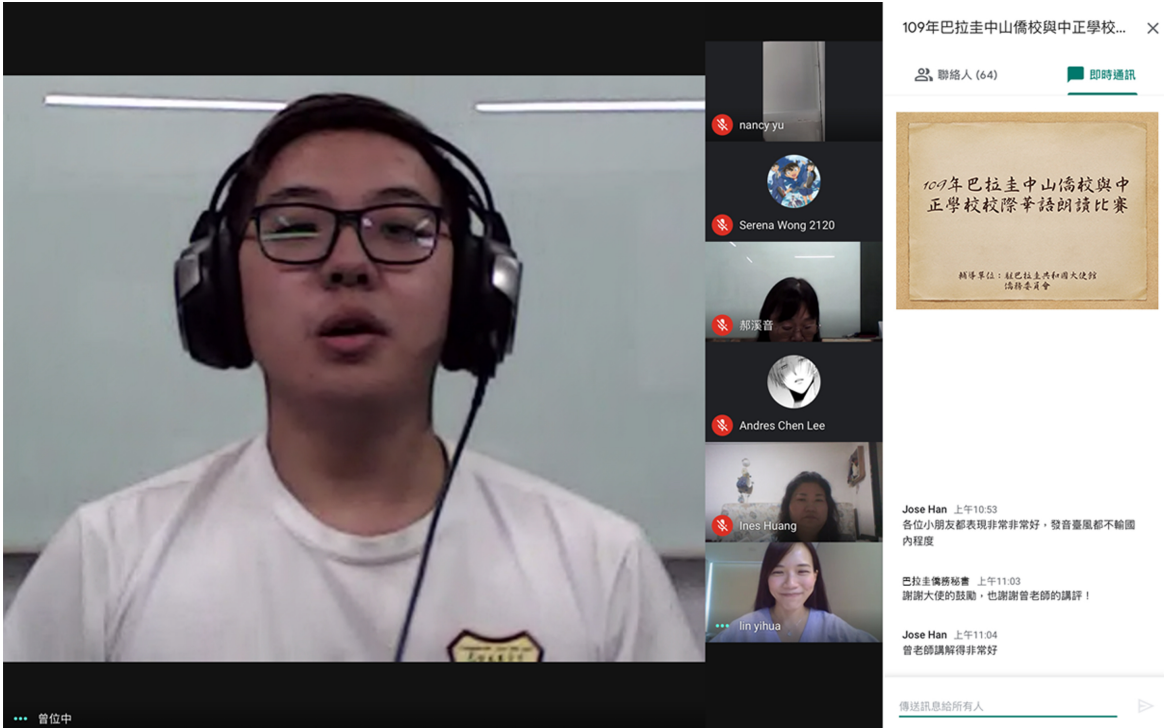 109年巴拉圭中山僑校與中正學校...
聯絡人 (64)
即時通訊
109年巴拉圭中山僑校與中
正學校校際華語朗讀比賽
輔導單位：駐巴拉圭共和國大使館
僑務委員會
nancy yu
Serena Wong 2120
郝溪音
Andres Chen Lee
Ines Huang
lin yihua
曾位中
Jose Han 上午10:53
各位小朋友都表現非常非常好，發音臺風都不輸國
內程度
巴拉圭僑務秘書 上午11:03
謝謝大使的鼓勵，也謝謝曾老師的講評！
Jose Han 上午11:04
曾老師講解得非常好
傳送訊息給所有人